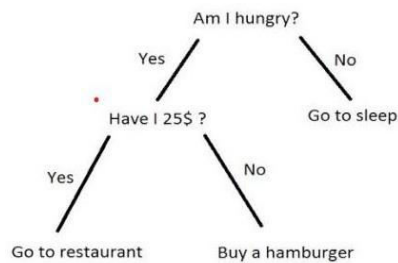 Am I hungry?
Yes
No
Have I 25$ ?
Go to sleep
Yes
No
Go to restaurant
Buy a hamburger